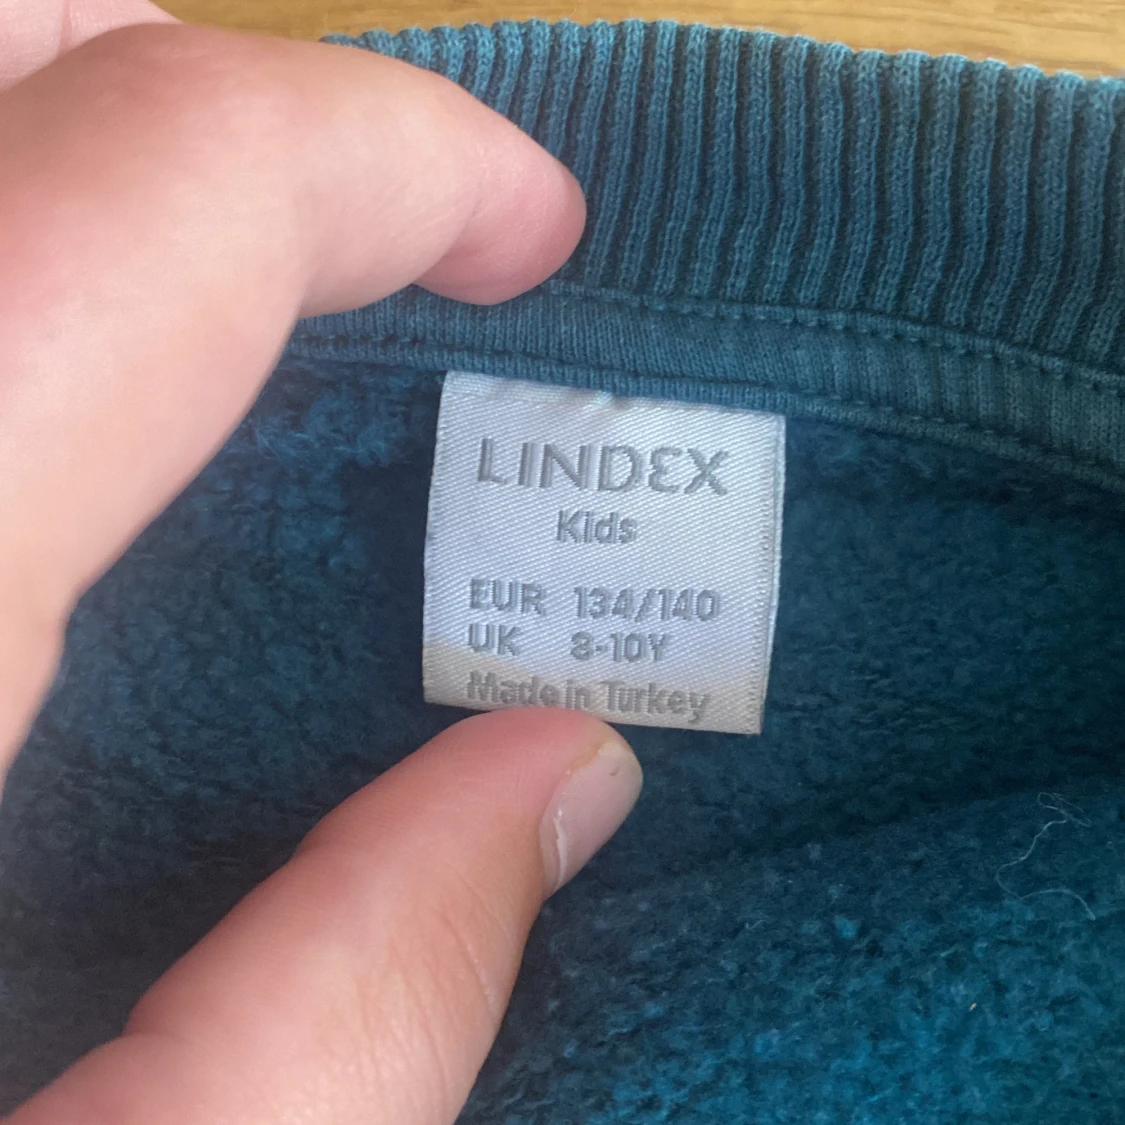 LINDEX
Kids
EUR 134/140
UK 8-10Y
Made in Turkey